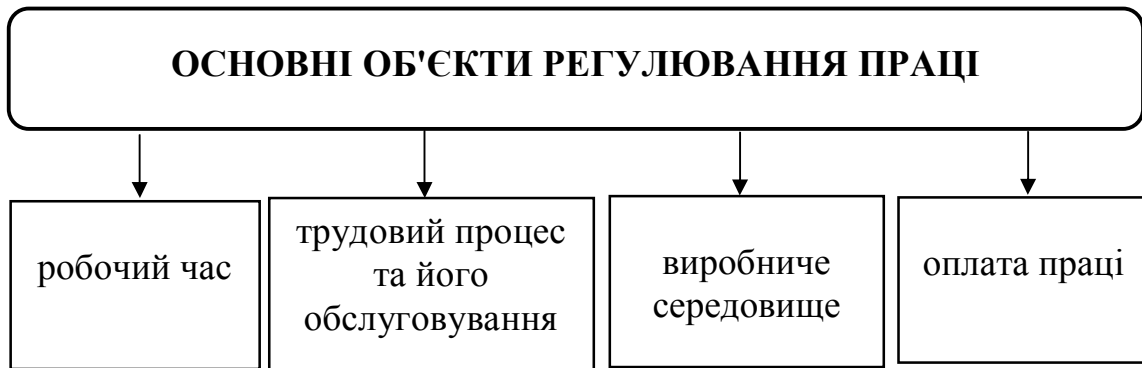 ОСНОВНІ ОБ'ЄКТИ РЕГУЛЮВАННЯ ПРАЦІ
робочий час
трудовий процес
та його
обслуговування
виробниче
середовище
оплата праці